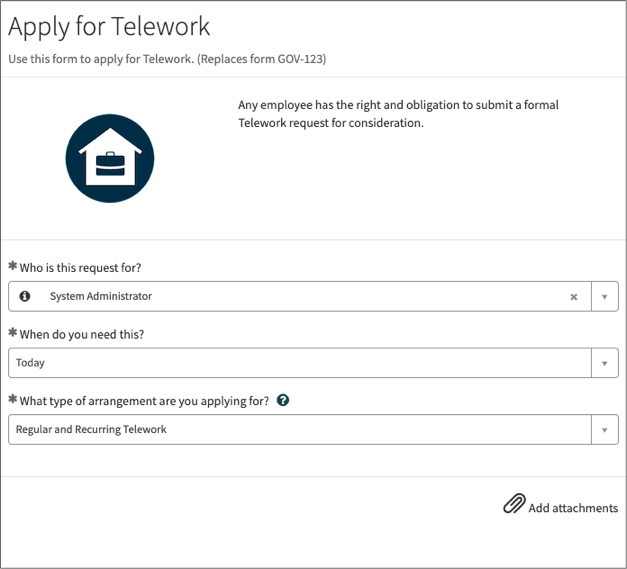 Apply for Telework
Use this form to apply for Telework. (Replaces form GOV-123)
Any employee has the right and obligation to submit a formal
Telework request for consideration.
✱ Who is this request for?
System Administrator
✱ When do you need this?
Today
✱ What type of arrangement are you applying for?
Regular and Recurring Telework
Add attachments